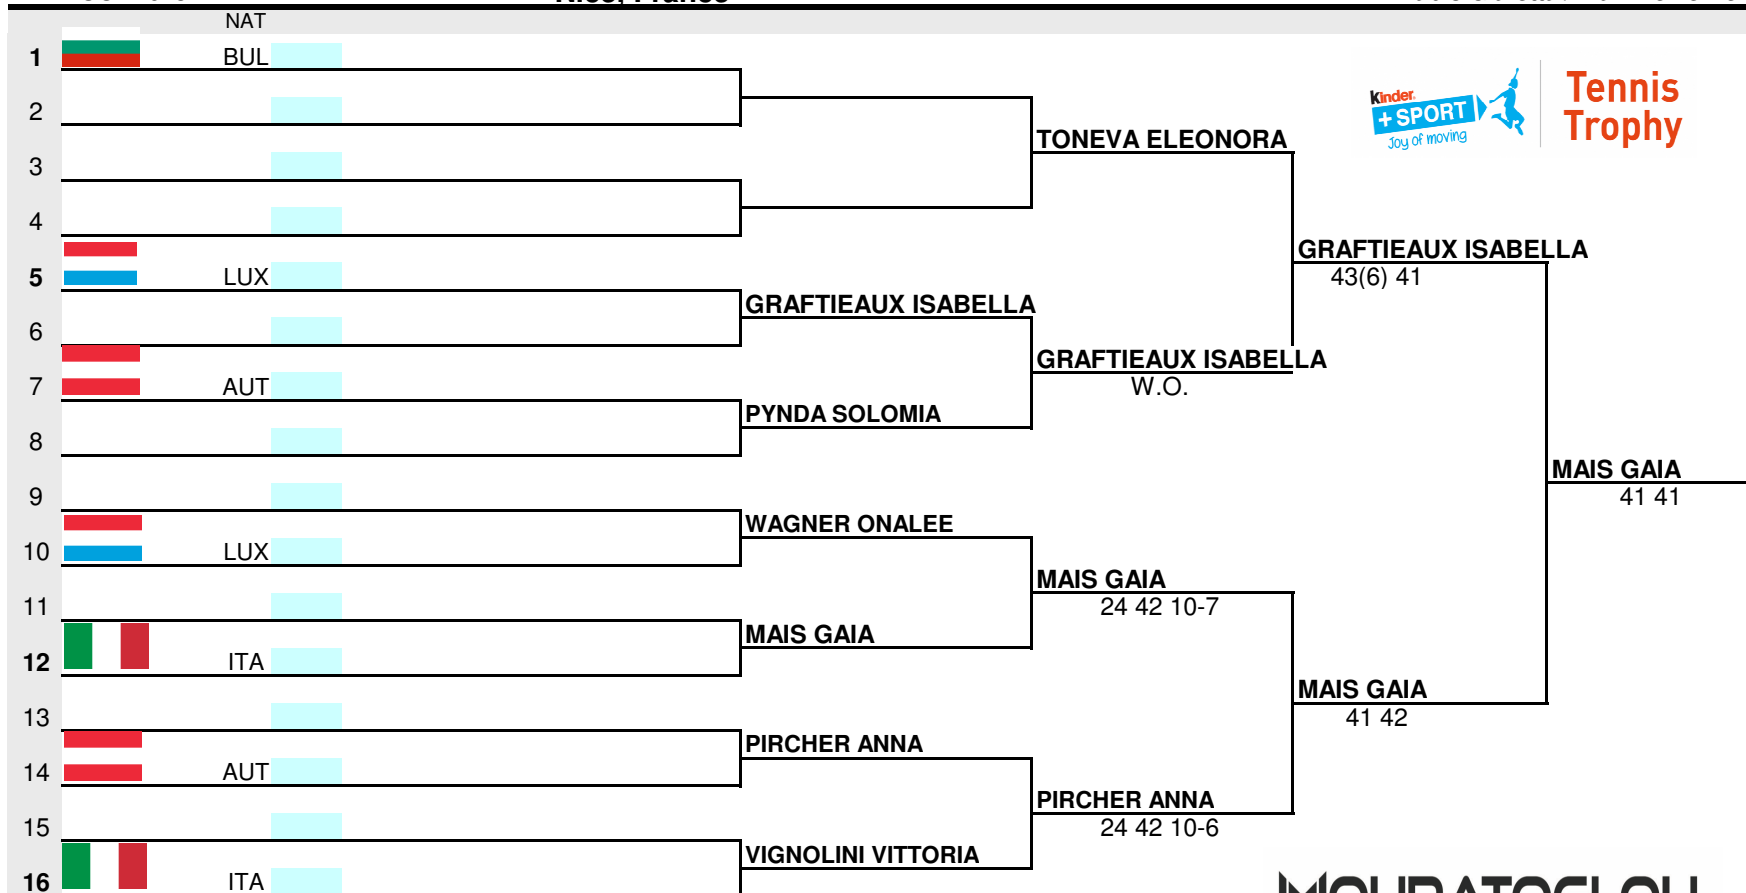 Nice, France
NAT
1 BUL
2
3
4
5 LUX
6
7 AUT
8
9
10 LUX
11
12 ITA
13
14 AUT
15
16 ITA
GRAFTIEAUX ISABELLA
PYNDA SOLOMIA
WAGNER ONALEE
MAIS GAIA
PIRCHER ANNA
VIGNOLINI VITTORIA
TONEVA ELEONORA
GRAFTIEAUX ISABELLA
W.O.
MAIS GAIA
24 42 10-7
PIRCHER ANNA
24 42 10-6
GRAFTIEAUX ISABELLA
43(6) 41
MAIS GAIA
41 42
MAIS GAIA
41 41
Kinder
+ SPORT
Joy of moving
Tennis
Trophy
MOURATOGLOU